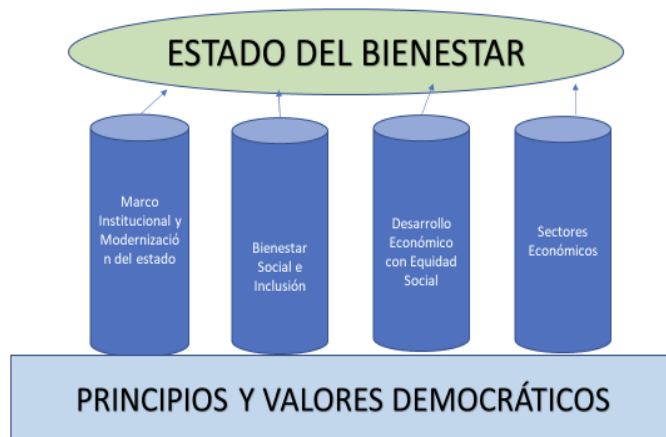 ESTADO DEL BIENESTAR
Marco
Institucional y
Modernizació
n del estado
Bienestar
Social e
Inclusión
Desarrollo
Económico
con Equidad
Social
Sectores
Económicos
PRINCIPIOS Y VALORES DEMOCRÁTICOS